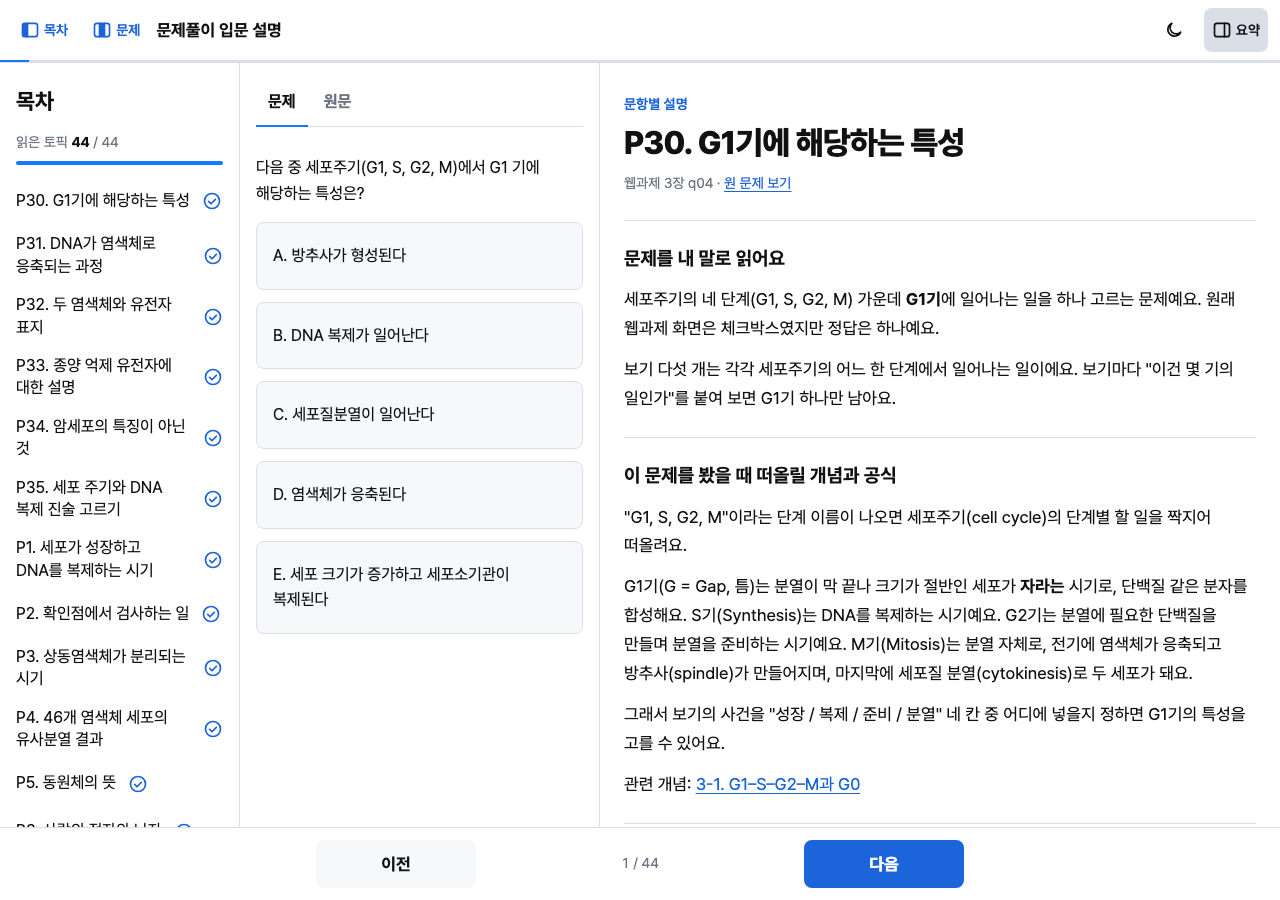 목차
문제
문제풀이 입문 설명
요약
목차
읽은 토픽 44 / 44
P30. G1기에 해당하는 특성
P31. DNA가 염색체로
응축되는 과정
P32. 두 염색체와 유전자
표지
P33. 종양 억제 유전자에
대한 설명
P34. 암세포의 특징이 아닌
것
P35. 세포 주기와 DNA
복제 진술 고르기
P1. 세포가 성장하고
DNA를 복제하는 시기
P2. 확인점에서 검사하는 일
P3. 상동염색체가 분리되는
시기
P4. 46개 염색체 세포의
유사분열 결과
P5. 동원체의 뜻
문제
원문
다음 중 세포주기(G1, S, G2, M)에서 G1 기에
해당하는 특성은?
A. 방추사가 형성된다
B. DNA 복제가 일어난다
C. 세포질분열이 일어난다
D. 염색체가 응축된다
E. 세포 크기가 증가하고 세포소기관이
복제된다
문항별 설명
P30. G1기에 해당하는 특성
웹과제 3장 q04 · 원 문제 보기
문제를 내 말로 읽어요
세포주기의 네 단계(G1, S, G2, M) 가운데 G1기에 일어나는 일을 하나 고르는 문제예요. 원래
웹과제 화면은 체크박스였지만 정답은 하나예요.
보기 다섯 개는 각각 세포주기의 어느 한 단계에서 일어나는 일이에요. 보기마다 "이건 몇 기의
일인가"를 붙여 보면 G1기 하나만 남아요.
이 문제를 봤을 때 떠올릴 개념과 공식
"G1, S, G2, M"이라는 단계 이름이 나오면 세포주기(cell cycle)의 단계별 할 일을 짝지어
떠올려요.
G1기(G = Gap, 틈)는 분열이 막 끝나 크기가 절반인 세포가 자라는 시기로, 단백질 같은 분자를
합성해요. S기(Synthesis)는 DNA를 복제하는 시기예요. G2기는 분열에 필요한 단백질을
만들며 분열을 준비하는 시기예요. M기(Mitosis)는 분열 자체로, 전기에 염색체가 응축되고
방추사(spindle)가 만들어지며, 마지막에 세포질 분열(cytokinesis)로 두 세포가 돼요.
그래서 보기의 사건을 "성장 / 복제 / 준비 / 분열" 네 칸 중 어디에 넣을지 정하면 G1기의 특성을
고를 수 있어요.
관련 개념: 3-1. G1–S–G2–M과 G0
이전
1 / 44
다음